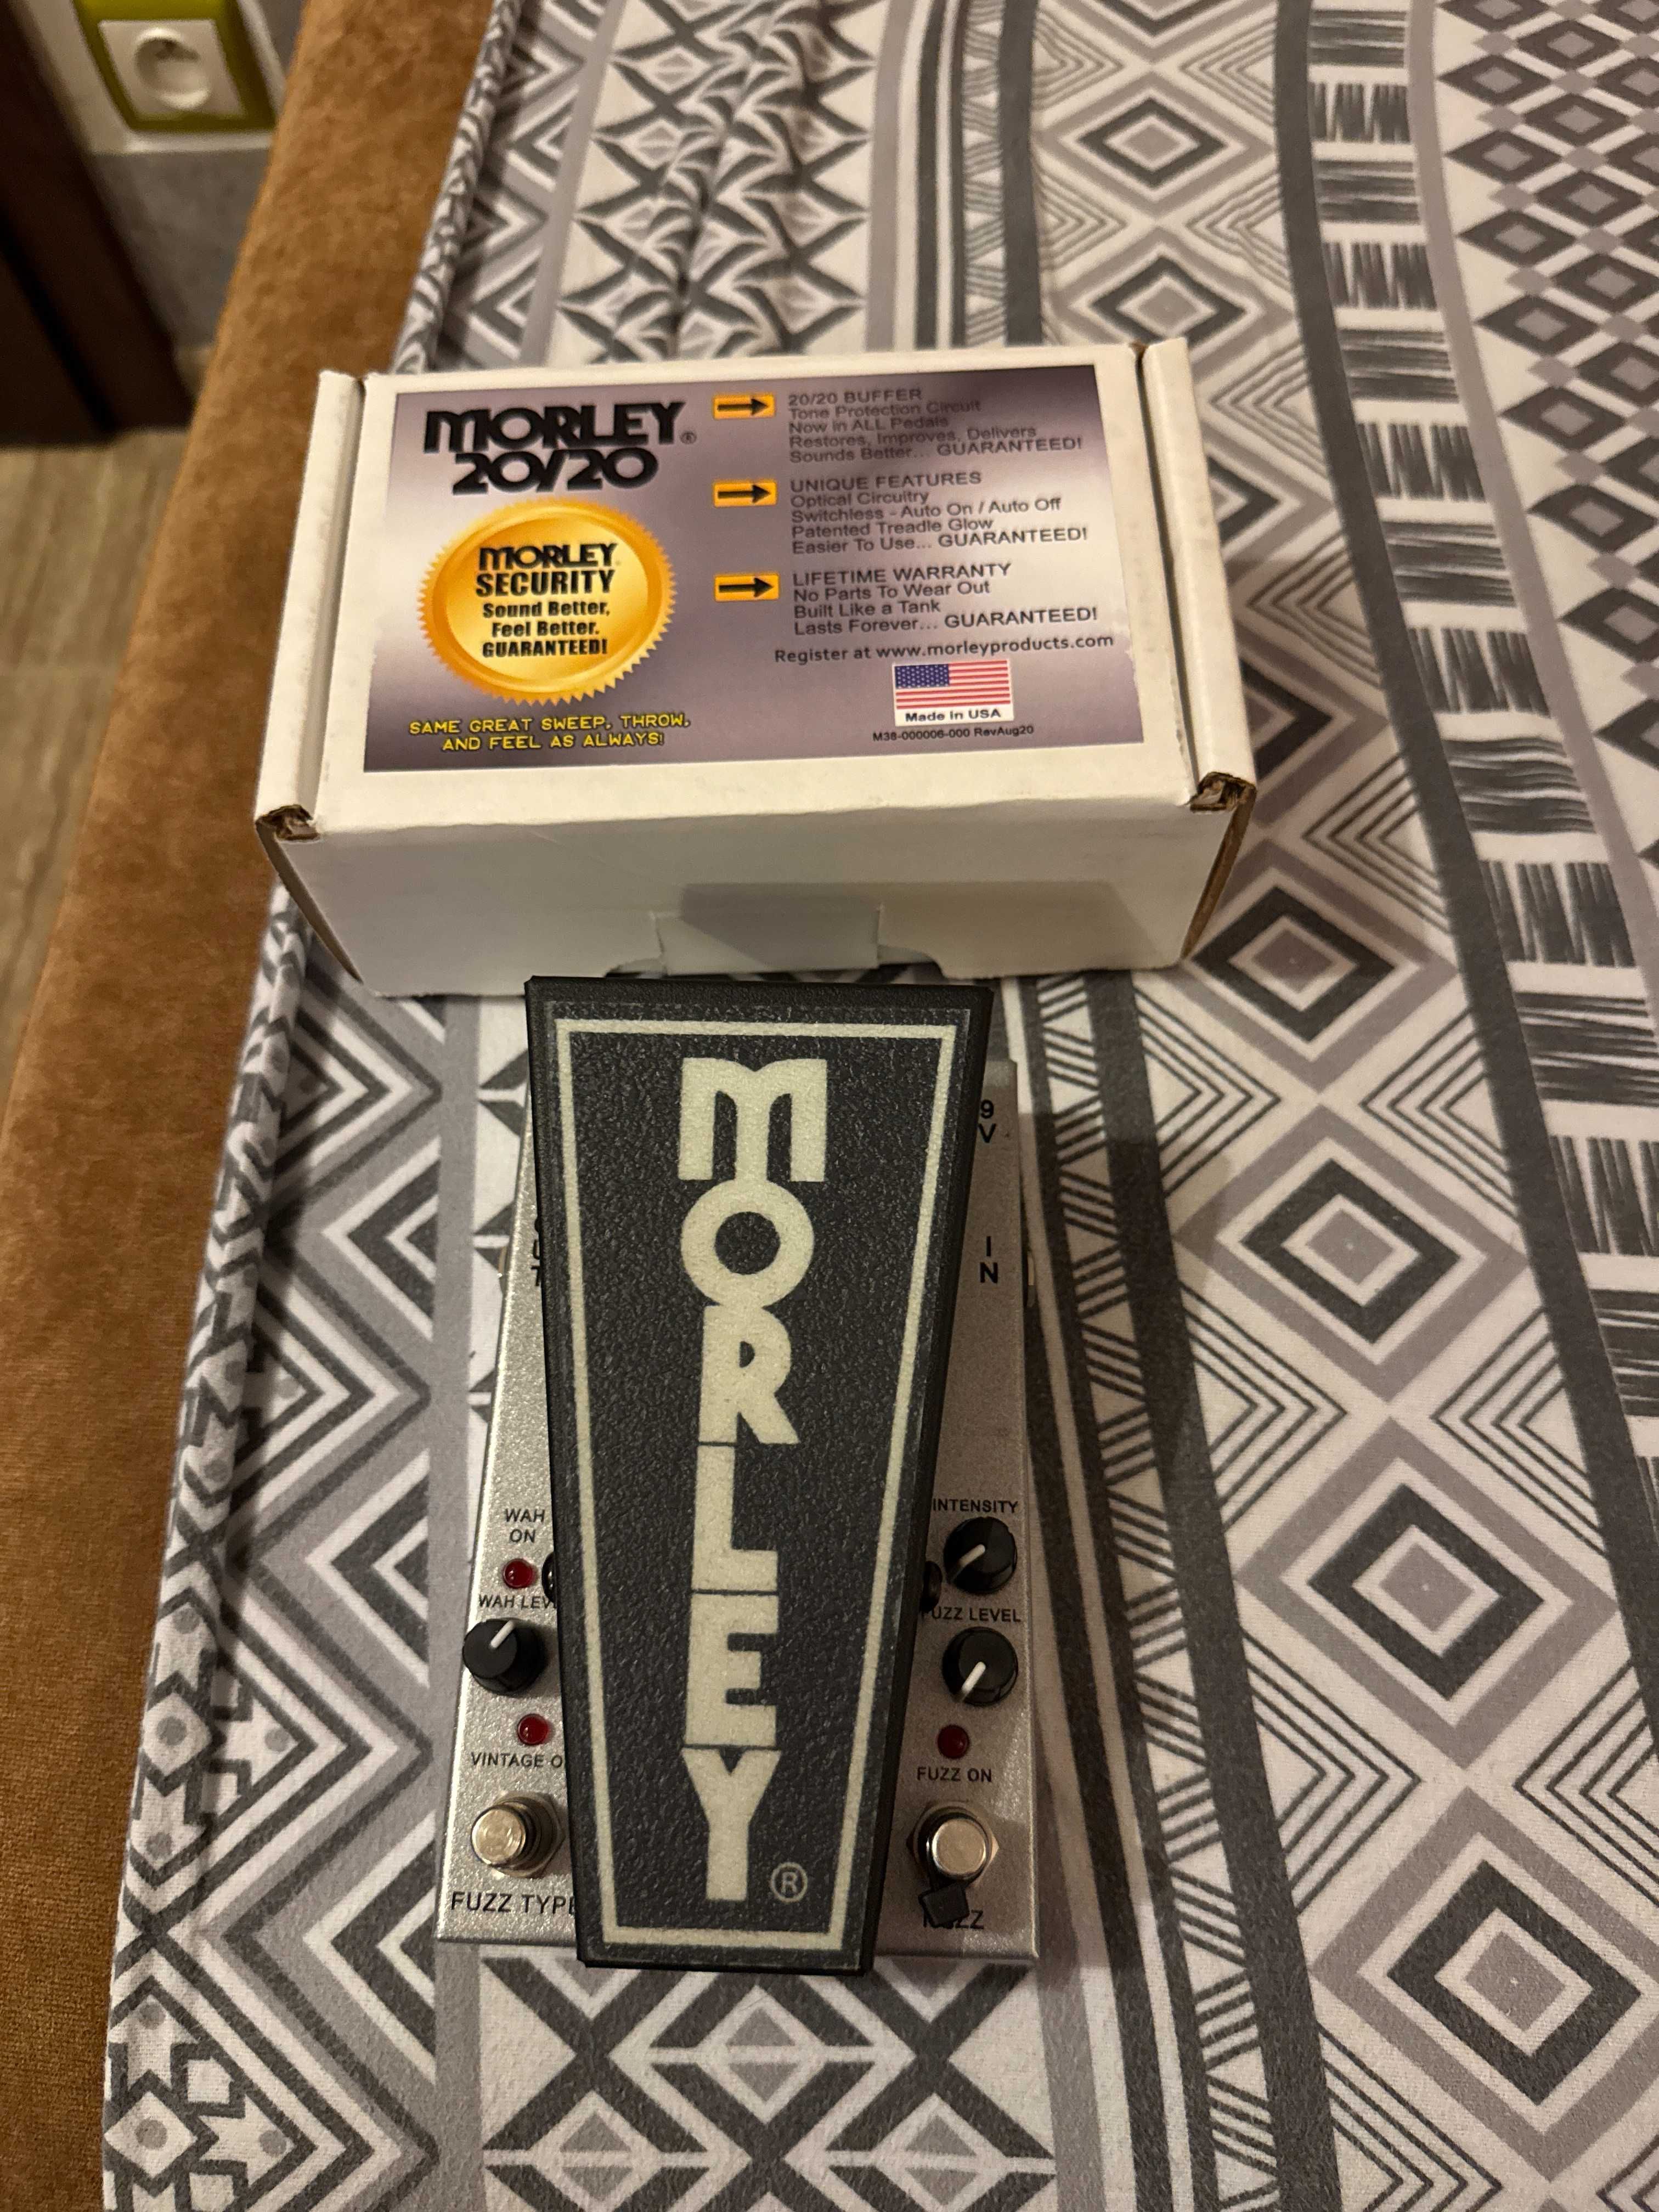 MORLEY®
20/20
MORLEY
SECURITY
Sound Better,
Feel Better.
GUARANTEED!
SAME GREAT SWEEP, THROW,
AND FEEL AS ALWAYS!
20/20 BUFFER
Tone Protection Circuit
Now in ALL Pedals
Restores, Improves, Delivers
Sounds Better... GUARANTEED!
UNIQUE FEATURES
Optical Circuitry
Switchless - Auto On / Auto Off
Patented Treadle Glow
Easier To Use... GUARANTEED!
LIFETIME WARRANTY
No Parts To Wear Out
Built Like a Tank
Lasts Forever... GUARANTEED!
Register at www.morleyproducts.com
Made in USA
M38-000006-000 RevAug20
MORLEY®
9V
IN
WAH
ON
WAH LEV
VINTAGE O
FUZZ TYPE
INTENSITY
FUZZ LEVEL
FUZZ ON